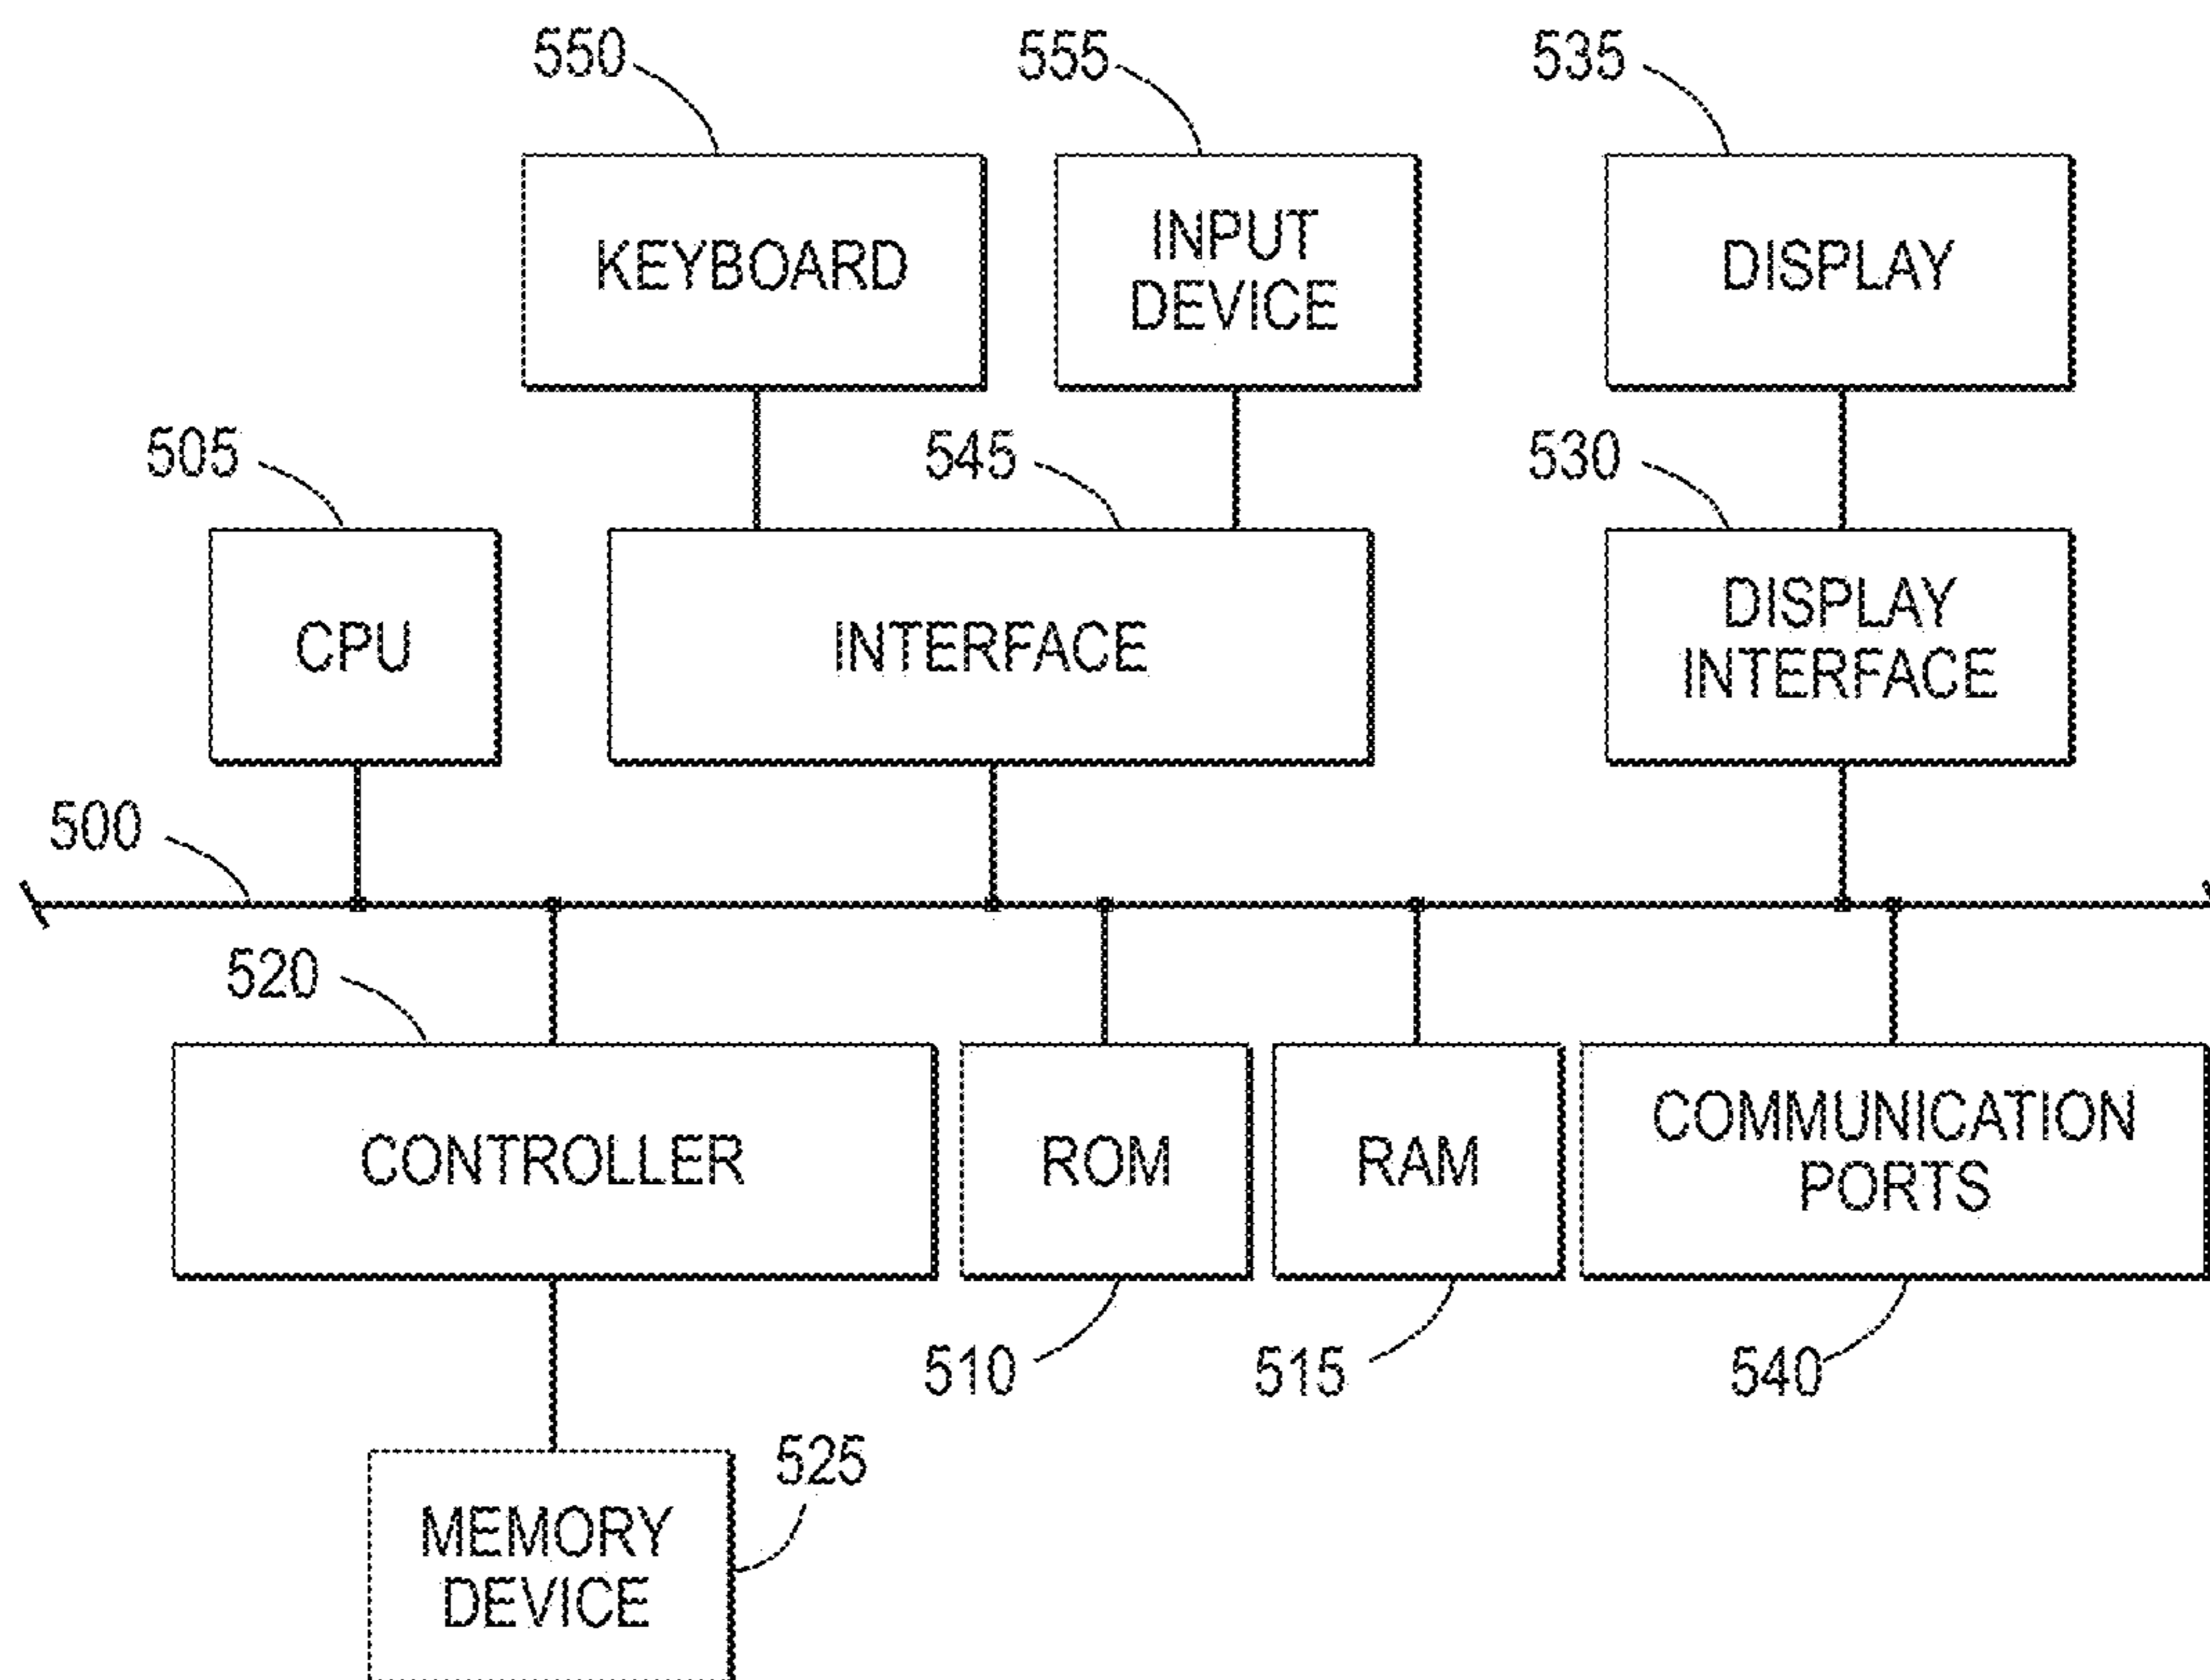 550
555
535
KEYBOARD
INPUT
DEVICE
DISPLAY
505
545
530
CPU
INTERFACE
DISPLAY
INTERFACE
500
520
CONTROLLER
ROM
RAM
COMMUNICATION
PORTS
510
515
540
525
MEMORY
DEVICE